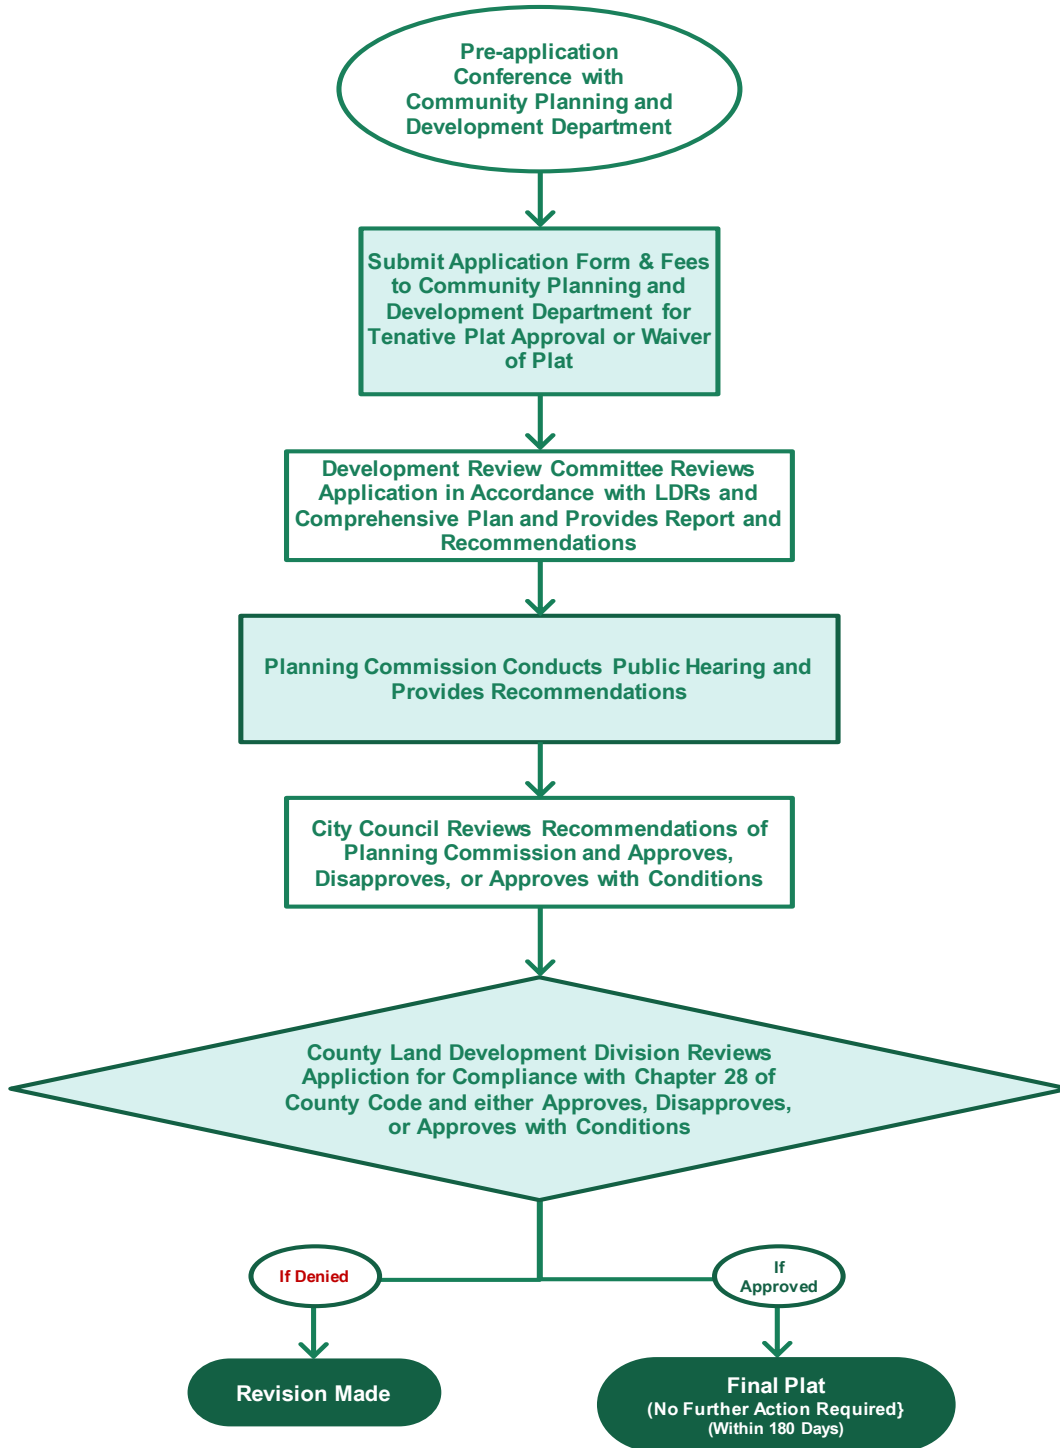 Pre-application
Conference with
Community Planning and
Development Department
Submit Application Form & Fees
to Community Planning and
Development Department for
Tenative Plat Approval or Waiver
of Plat
Development Review Committee Reviews
Application in Accordance with LDRs and
Comprehensive Plan and Provides Report and
Recommendations
Planning Commission Conducts Public Hearing and
Provides Recommendations
City Council Reviews Recommendations of
Planning Commission and Approves,
Disapproves, or Approves with Conditions
County Land Development Division Reviews
Appliction for Compliance with Chapter 28 of
County Code and either Approves, Disapproves,
or Approves with Conditions
If Denied
If
Approved
Revision Made
Final Plat
(No Further Action Required}
(Within 180 Days)